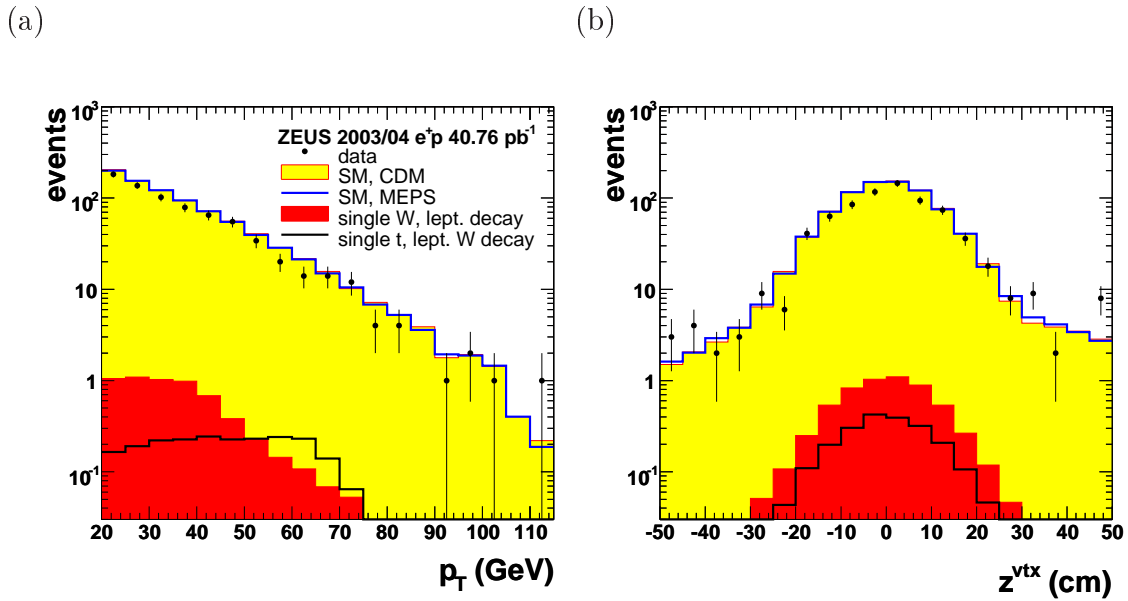 (a)
(b)
events
10³
10²
10
1
10⁻¹
ZEUS 2003/04 e⁺p 40.76 pb⁻¹
data
SM, CDM
SM, MEPS
single W, lept. decay
single t, lept. W decay
20 30 40 50 60 70 80 90 100 110
p_T (GeV)
events
10³
10²
10
1
10⁻¹
-50 -40 -30 -20 -10 0 10 20 30 40 50
z^vtx (cm)